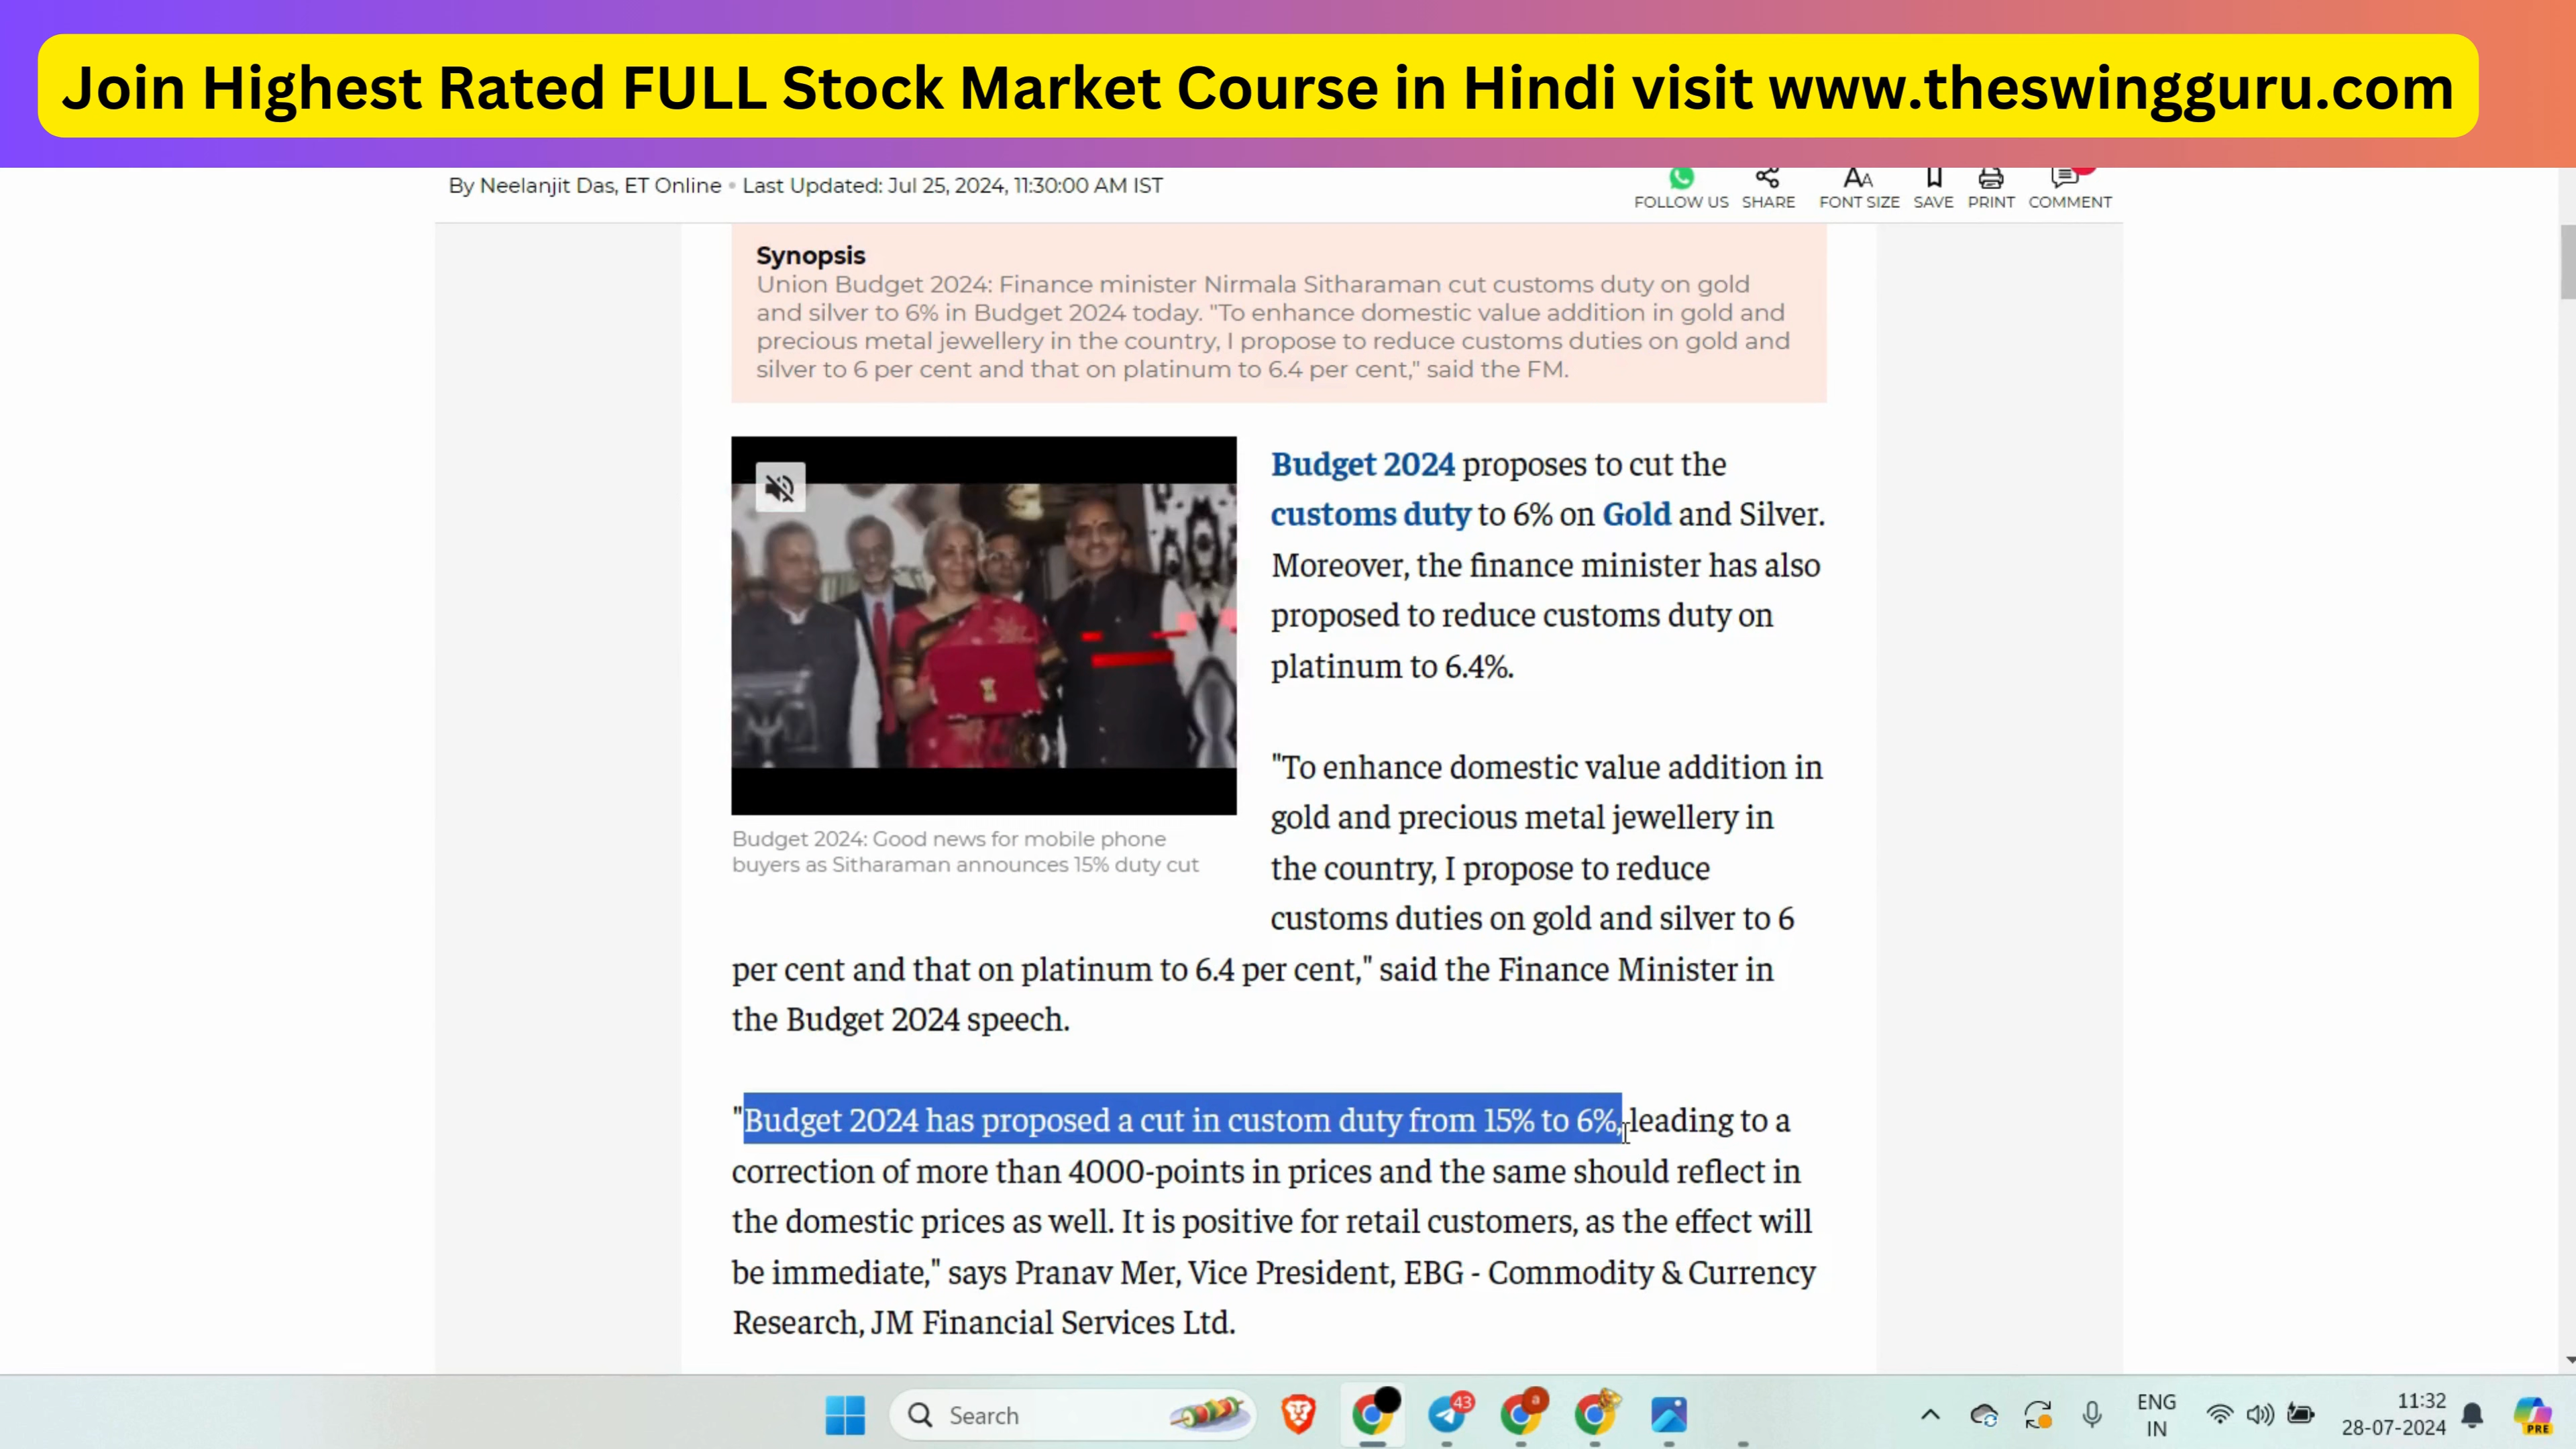 Join Highest Rated FULL Stock Market Course in Hindi visit www.theswingguru.com
By Neelanjit Das, ET Online • Last Updated: Jul 25, 2024, 11:30:00 AM IST
FOLLOW US SHARE FONT SIZE SAVE PRINT COMMENT
Synopsis
Union Budget 2024: Finance minister Nirmala Sitharaman cut customs duty on gold
and silver to 6% in Budget 2024 today. "To enhance domestic value addition in gold and
precious metal jewellery in the country, I propose to reduce customs duties on gold and
silver to 6 per cent and that on platinum to 6.4 per cent," said the FM.
Budget 2024: Good news for mobile phone
buyers as Sitharaman announces 15% duty cut
Budget 2024 proposes to cut the
customs duty to 6% on Gold and Silver.
Moreover, the finance minister has also
proposed to reduce customs duty on
platinum to 6.4%.
"To enhance domestic value addition in
gold and precious metal jewellery in
the country, I propose to reduce
customs duties on gold and silver to 6
per cent and that on platinum to 6.4 per cent," said the Finance Minister in
the Budget 2024 speech.
"Budget 2024 has proposed a cut in custom duty from 15% to 6%, leading to a
correction of more than 4000-points in prices and the same should reflect in
the domestic prices as well. It is positive for retail customers, as the effect will
be immediate," says Pranav Mer, Vice President, EBG - Commodity & Currency
Research, JM Financial Services Ltd.
Search
43
a
ENG
IN
11:32
28-07-2024
PRE